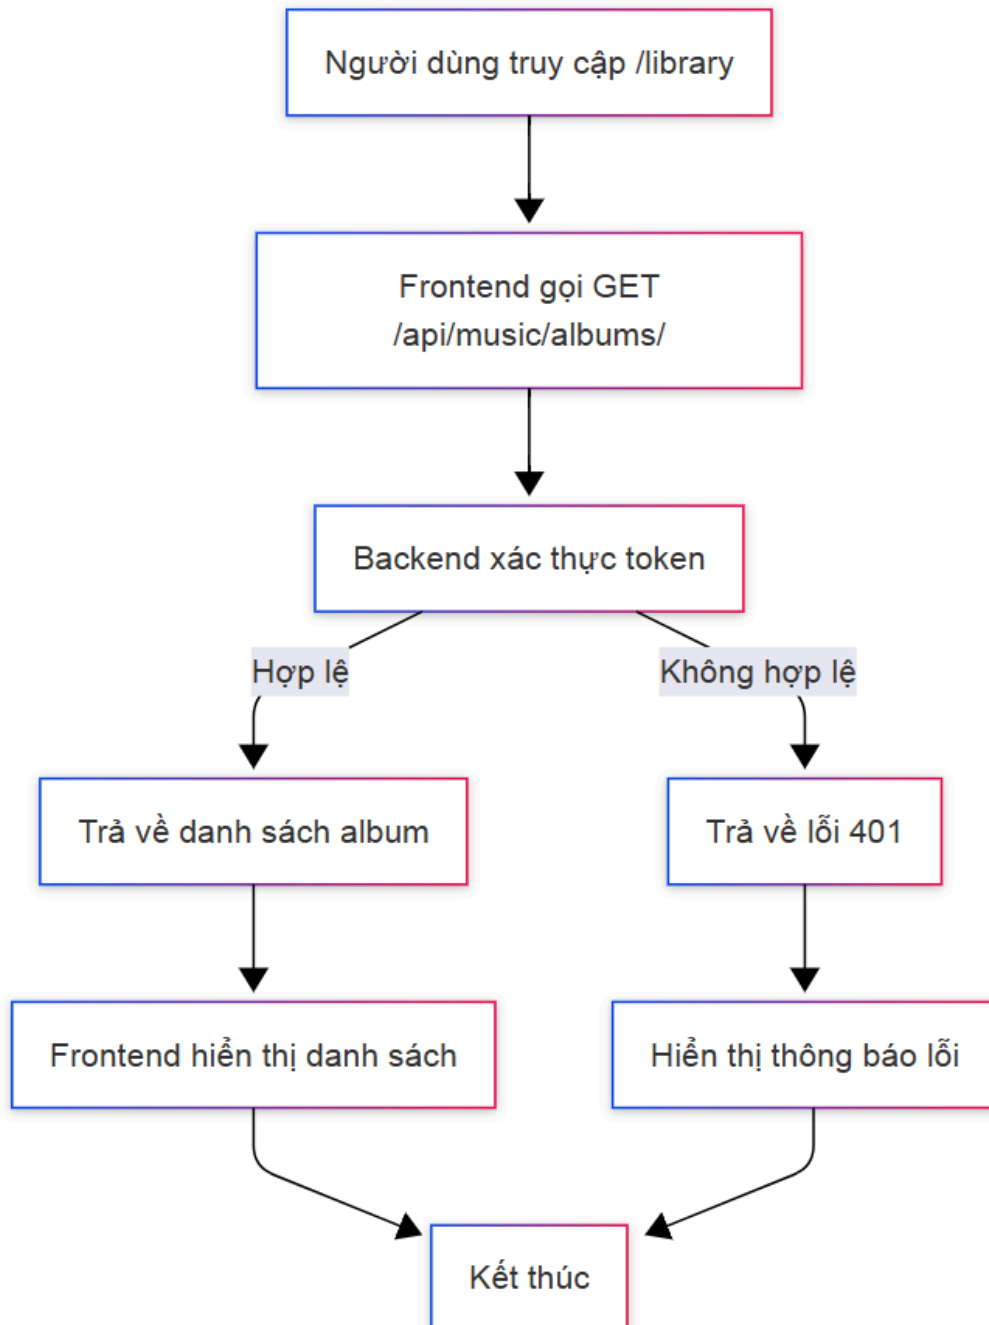 Người dùng truy cập /library
Frontend gọi GET
/api/music/albums/
Backend xác thực token
Hợp lệ
Không hợp lệ
Trả về danh sách album
Trả về lỗi 401
Frontend hiển thị danh sách
Hiển thị thông báo lỗi
Kết thúc